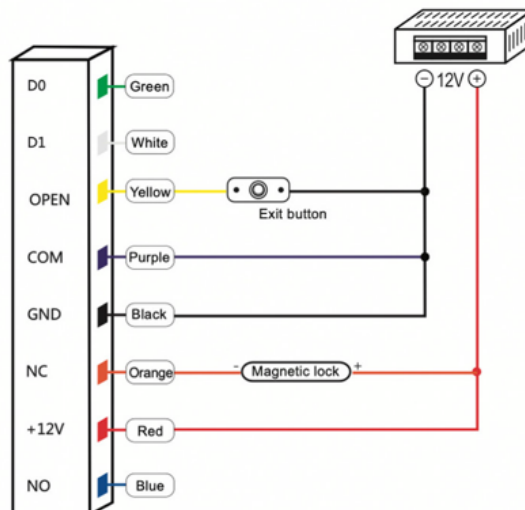 − 12V +
D0 Green
D1 White
OPEN Yellow
Exit button
COM Purple
GND Black
NC Orange - Magnetic lock +
+12V Red
NO Blue